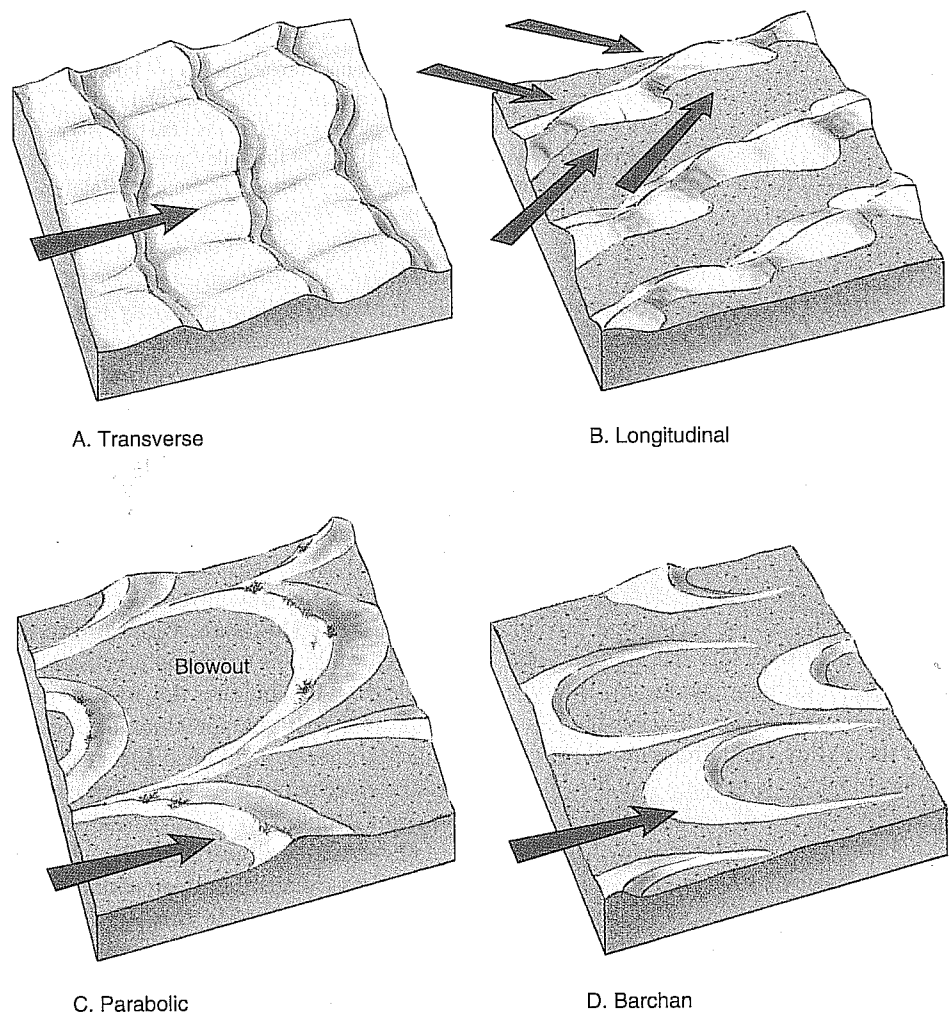 A. Transverse
B. Longitudinal
Blowout
C. Parabolic
D. Barchan